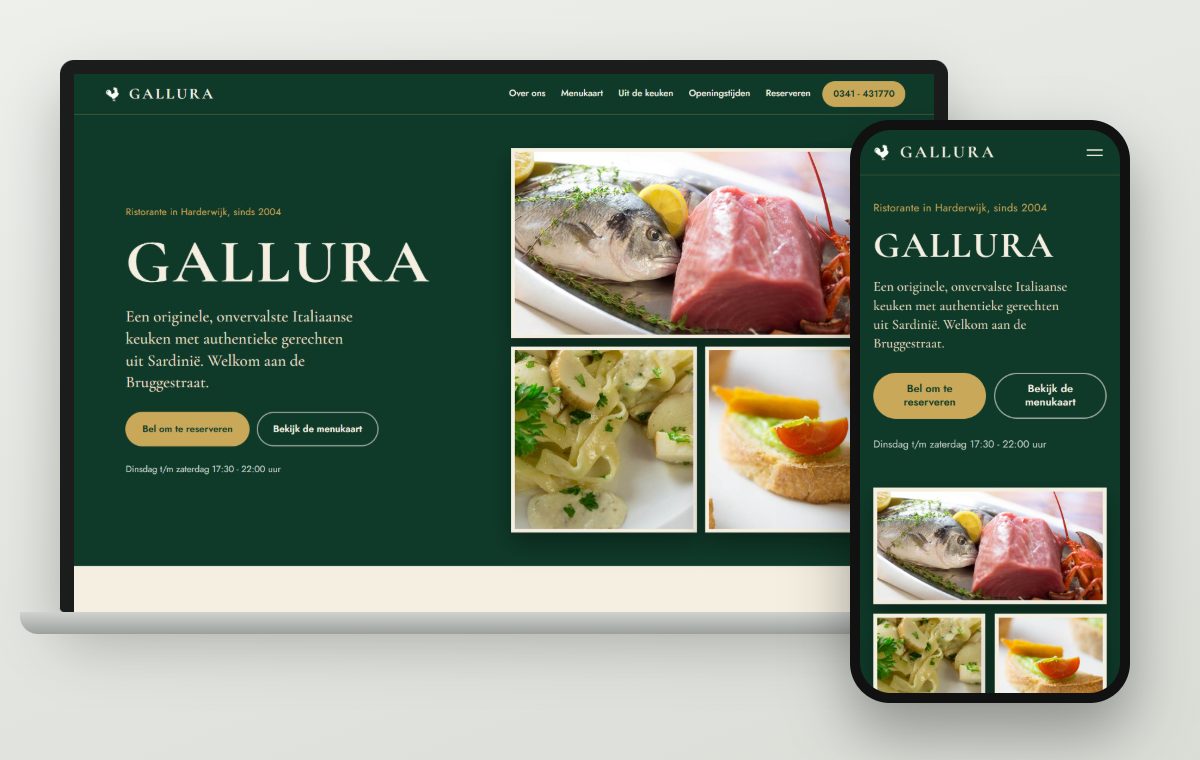 GALLURA
Over ons
Menukaart
Uit de keuken
Openingstijden
Reserveren
0341 - 431770
Ristorante in Harderwijk, sinds 2004
GALLURA
Een originele, onvervalste Italiaanse
keuken met authentieke gerechten
uit Sardinië. Welkom aan de
Bruggestraat.
Bel om te reserveren
Bekijk de menukaart
Dinsdag t/m zaterdag 17:30 - 22:00 uur
GALLURA
Ristorante in Harderwijk, sinds 2004
GALLURA
Een originele, onvervalste Italiaanse
keuken met authentieke gerechten
uit Sardinië. Welkom aan de
Bruggestraat.
Bel om te
reserveren
Bekijk de
menukaart
Dinsdag t/m zaterdag 17:30 - 22:00 uur